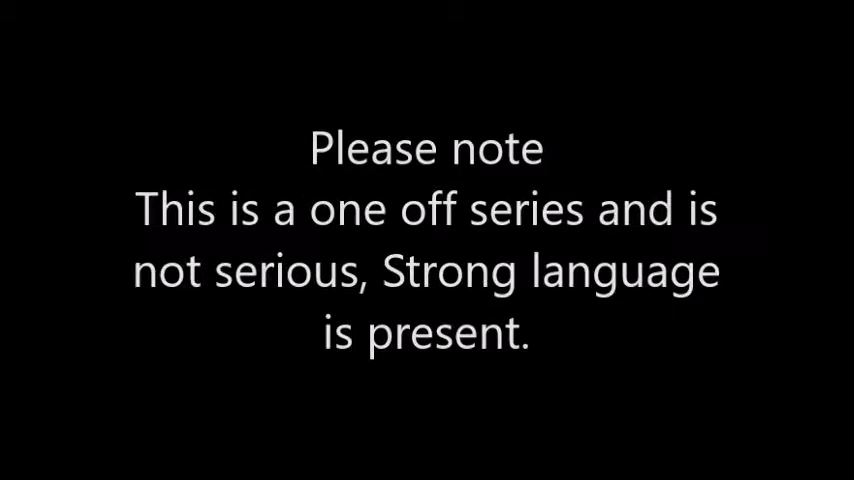 Please note
This is a one off series and is
not serious, Strong language
is present.